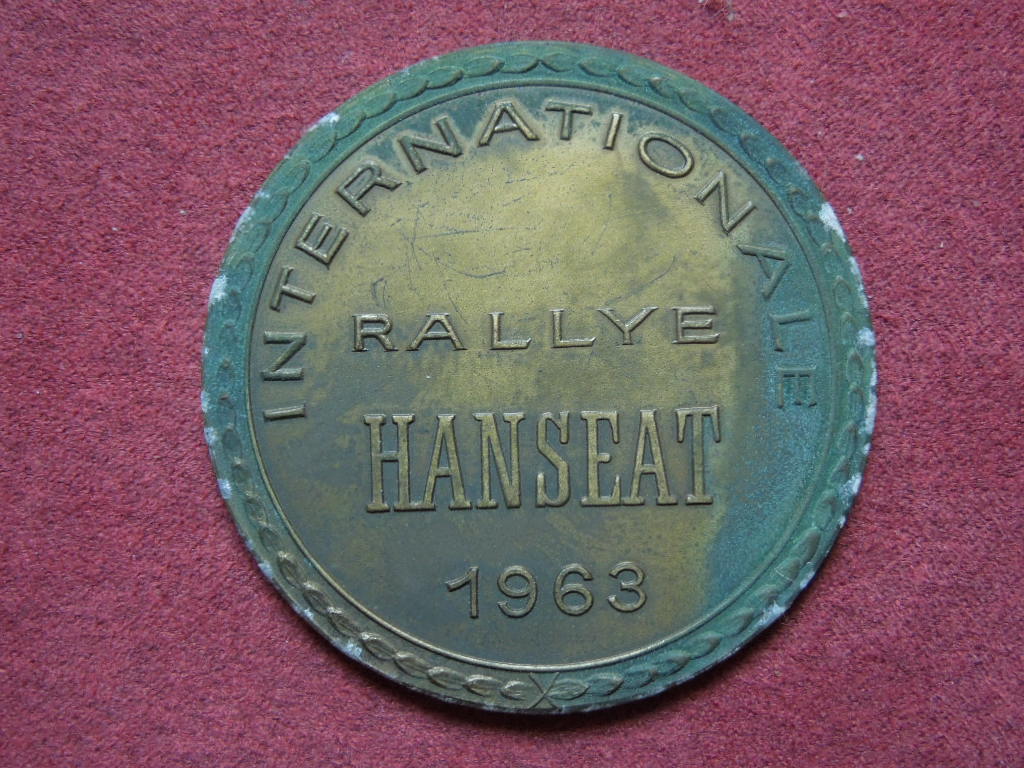 INTERNATIONALE
RALLYE
HANSEAT
1963